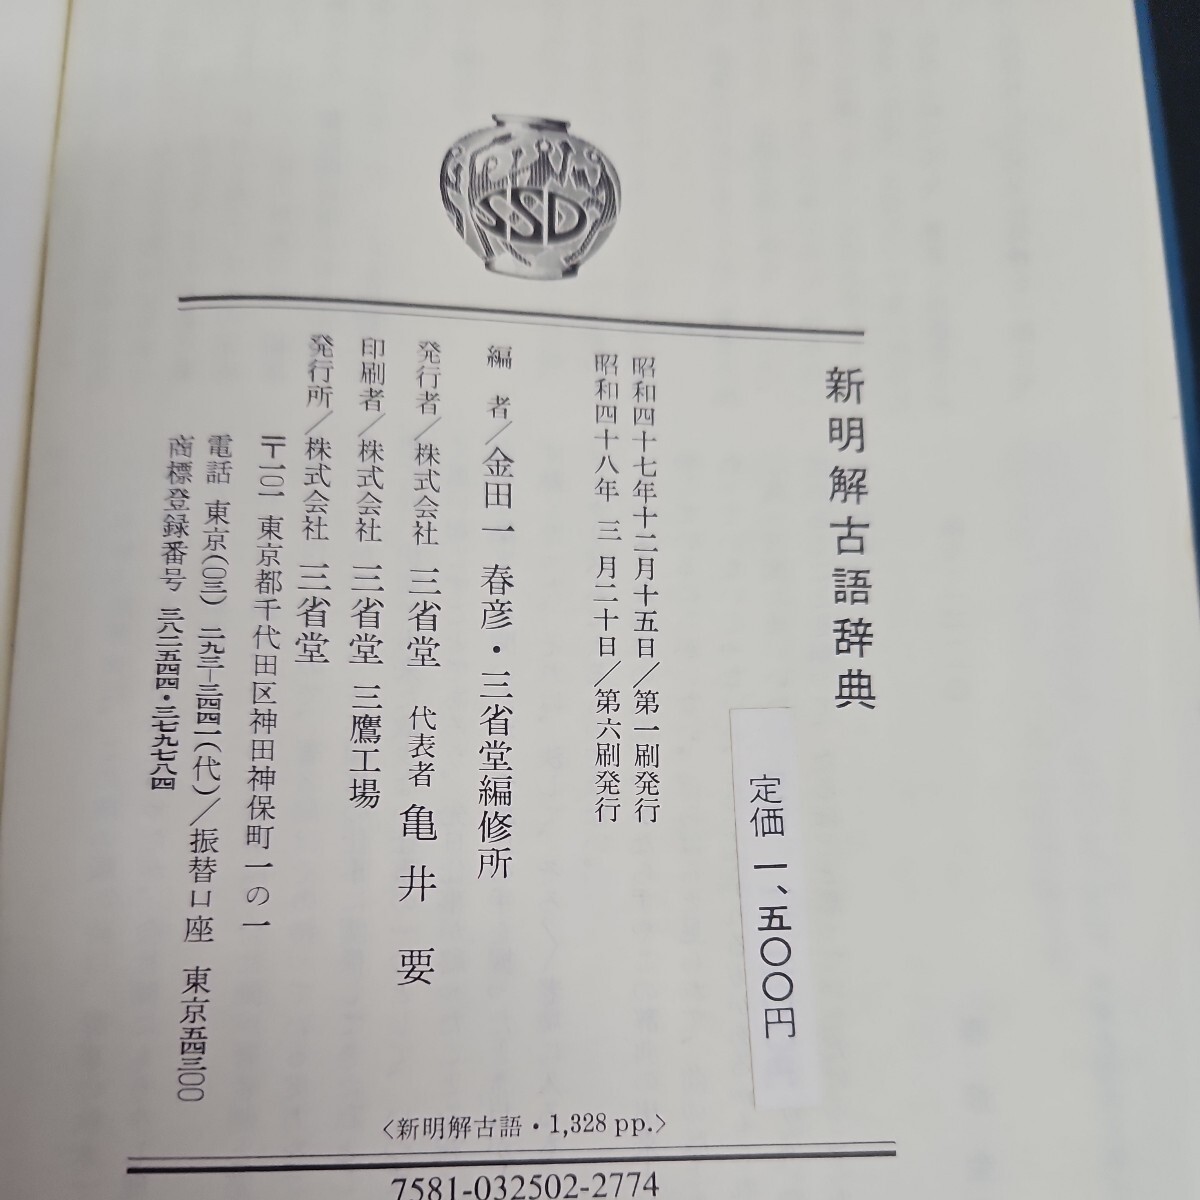 SSD
新明解古語辞典
定価 一、五〇〇円
昭和四十七年十二月十五日/第一刷発行
昭和四十八年 三 月二十日/第六刷発行
編 者/金田一 春彦・三省堂編修所
発行者/株式会社 三省堂 代表者 亀 井 要
印刷者/株式会社 三省堂 三鷹工場
発行所/株式会社 三省堂
〒一〇一 東京都千代田区神田神保町一の一
電話 東京(〇三) 二九三-三四四一(代)/振替口座 東京五四三〇〇
商標登録番号 三八二五四四・三七九七八四
〈新明解古語・1,328 pp.〉
7581-032502-2774